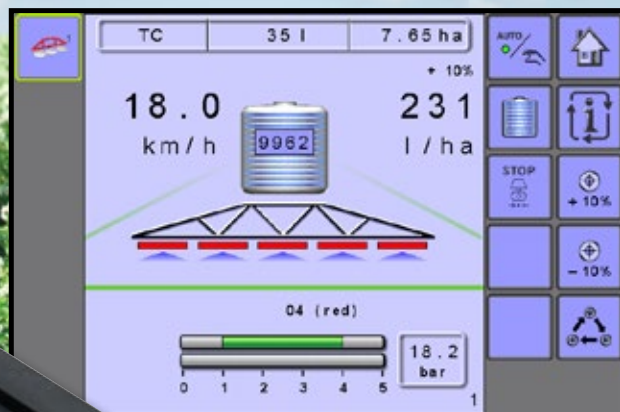 TC 35 l 7.65 ha
+ 10%
18.0 231
km/h l/ha
9962
04 (red)
18.2
bar
0 1 2 3 4 5
1
1
AUTO
STOP
i
+ 10%
- 10%